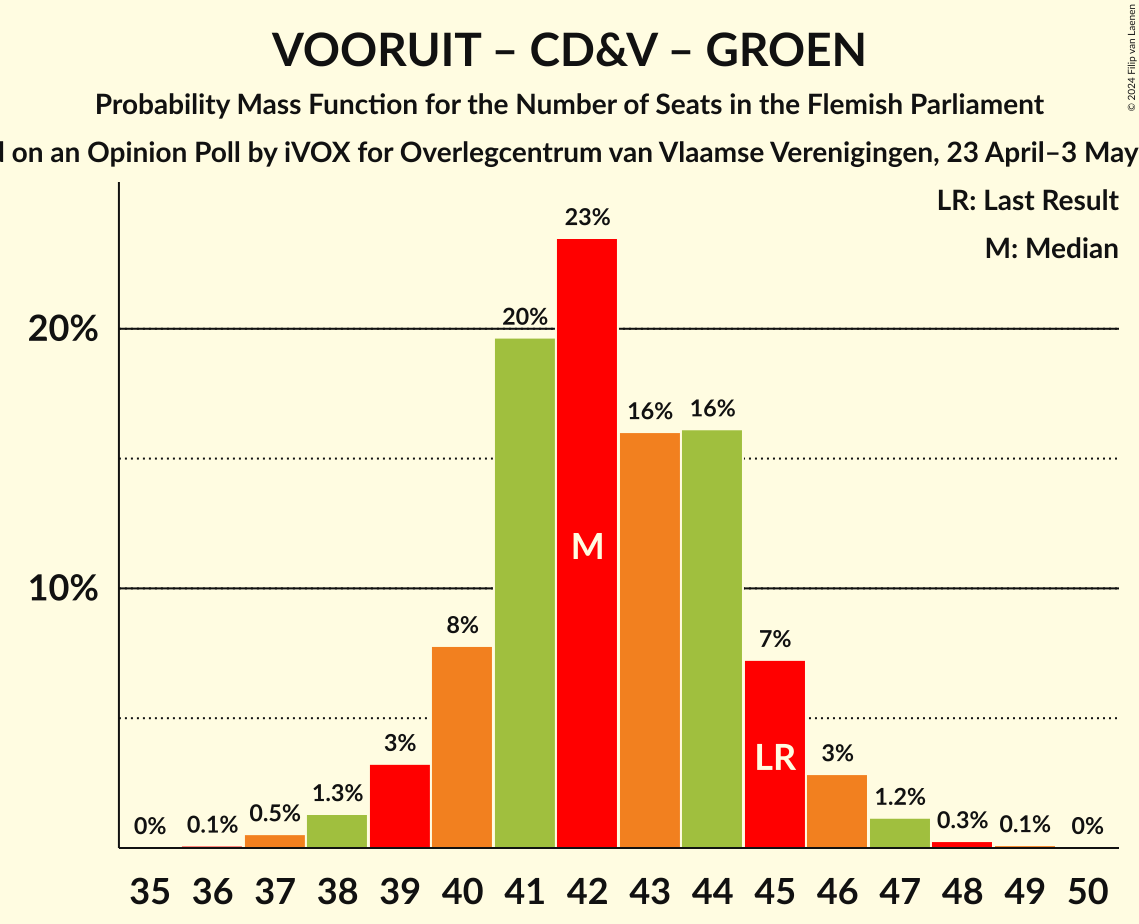 VOORUIT – CD&V – GROEN
Probability Mass Function for the Number of Seats in the Flemish Parliament
on an Opinion Poll by iVOX for Overlegcentrum van Vlaamse Verenigingen, 23 April–3 May
© 2024 Filip van Laenen
LR: Last Result
M: Median
23%
20%
20%
16% 16%
M
10%
8%
7%
3%
LR
3%
1.3%
1.2%
0.5%
0% 0.1%
0.3% 0.1% 0%
35 36 37 38 39 40 41 42 43 44 45 46 47 48 49 50